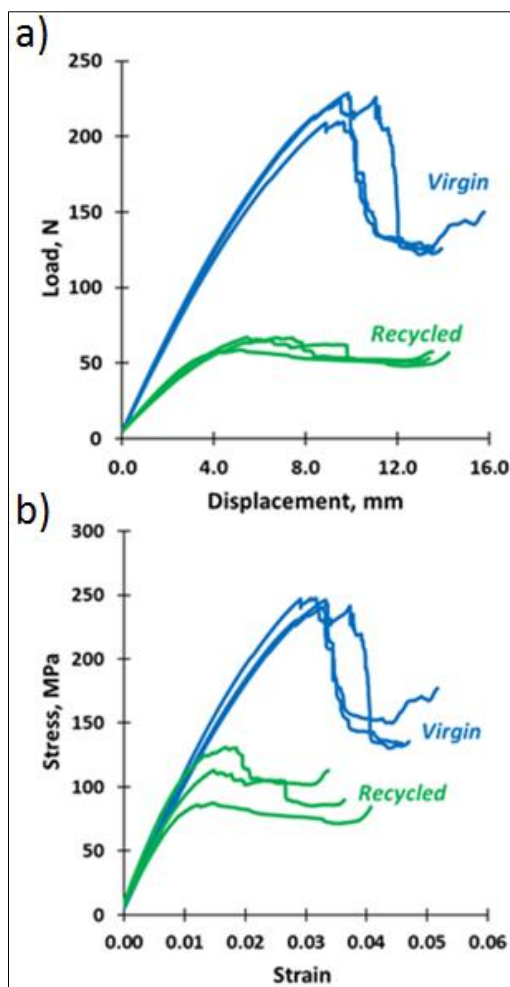 a)
250
200
150
100
50
0
Load, N
Virgin
Recycled
0.0 4.0 8.0 12.0 16.0
Displacement, mm
b)
300
250
200
150
100
50
0
Stress, MPa
Virgin
Recycled
0.00 0.01 0.02 0.03 0.04 0.05 0.06
Strain